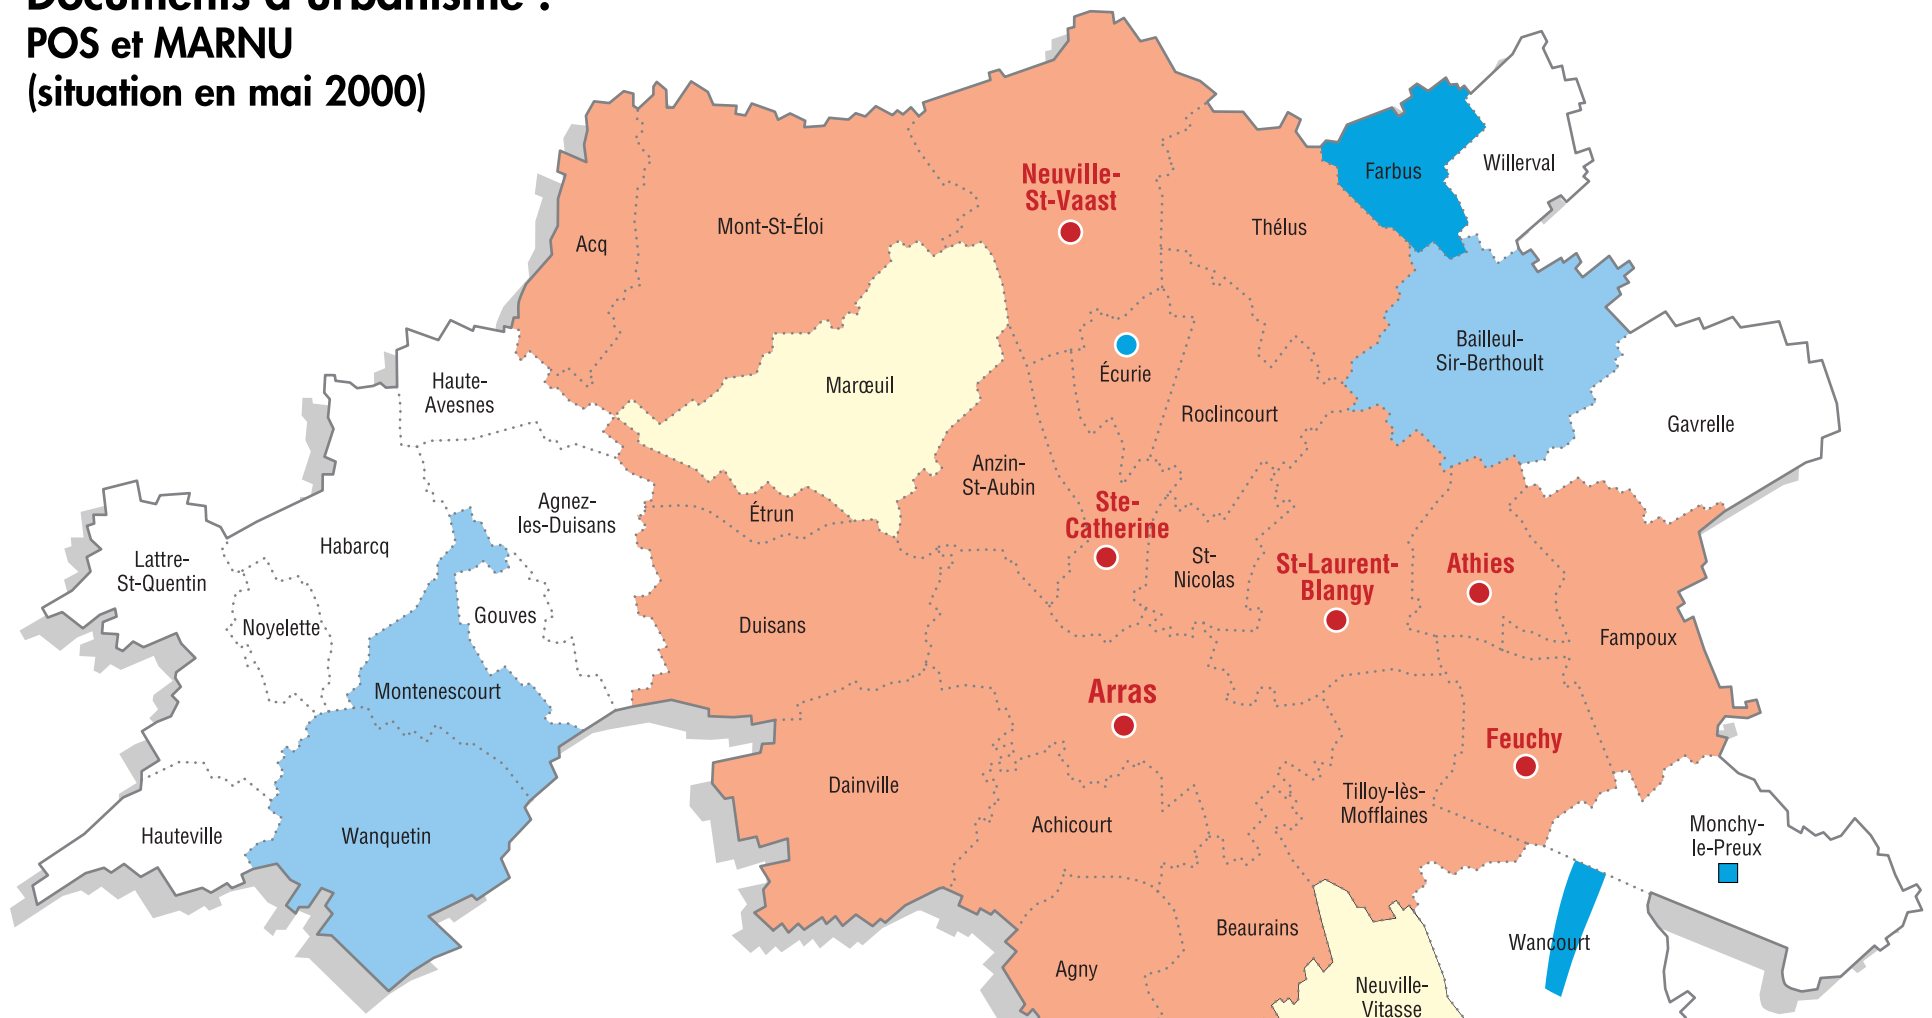 Documents d'urbanisme :
POS et MARNU
(situation en mai 2000)
Neuville-
St-Vaast
Farbus
Willerval
Acq
Mont-St-Éloi
Thélus
Bailleul-
Sir-Berthoult
Haute-
Avesnes
Marœuil
Écurie
Roclincourt
Gavrelle
Anzin-
St-Aubin
Agnez-
les-Duisans
Étrun
Ste-
Catherine
Habarcq
Lattre-
St-Quentin
St-
Nicolas
St-Laurent-
Blangy
Athies
Noyelette
Gouves
Duisans
Fampoux
Montenescourt
Arras
Feuchy
Dainville
Tilloy-lès-
Mofflaines
Hauteville
Wanquetin
Achicourt
Monchy-
le-Preux
Beaurains
Wancourt
Agny
Neuville-
Vitasse